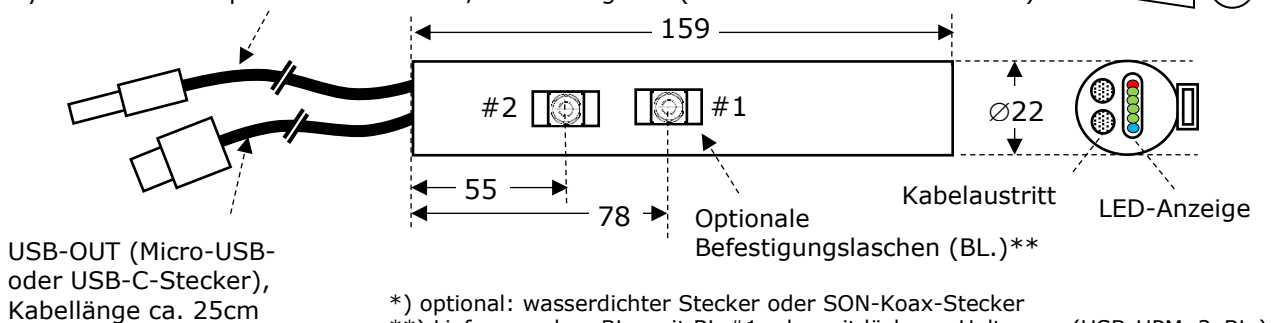 159
#2
#1
∅22
55
78
Kabelaustritt
LED-Anzeige
Optionale
Befestigungslaschen (BL.)**
USB-OUT (Micro-USB-
oder USB-C-Stecker),
Kabellänge ca. 25cm
*) optional: wasserdichter Stecker oder SON-Koax-Stecker